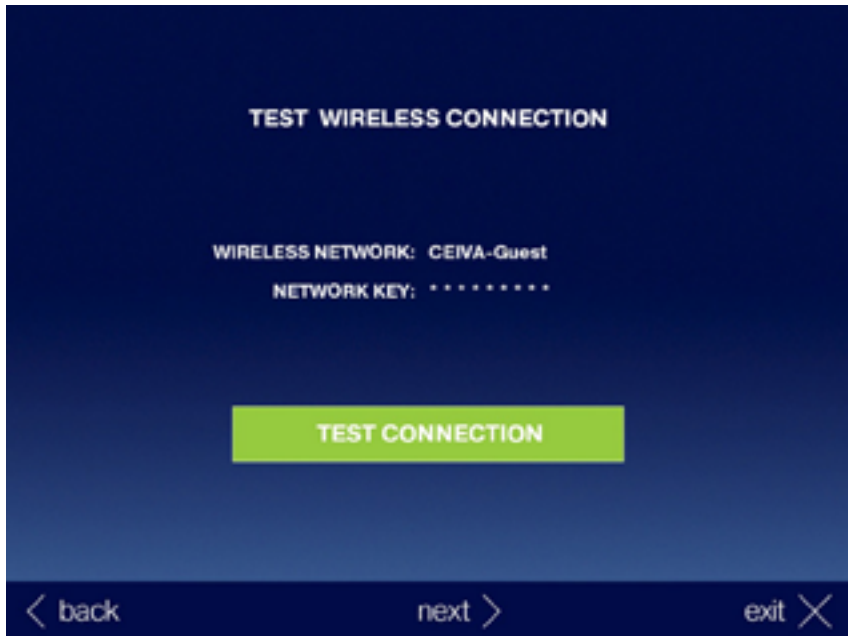 TEST WIRELESS CONNECTION
WIRELESS NETWORK: CEIVA-Guest
NETWORK KEY: * * * * * * * * *
TEST CONNECTION
< back next > exit X